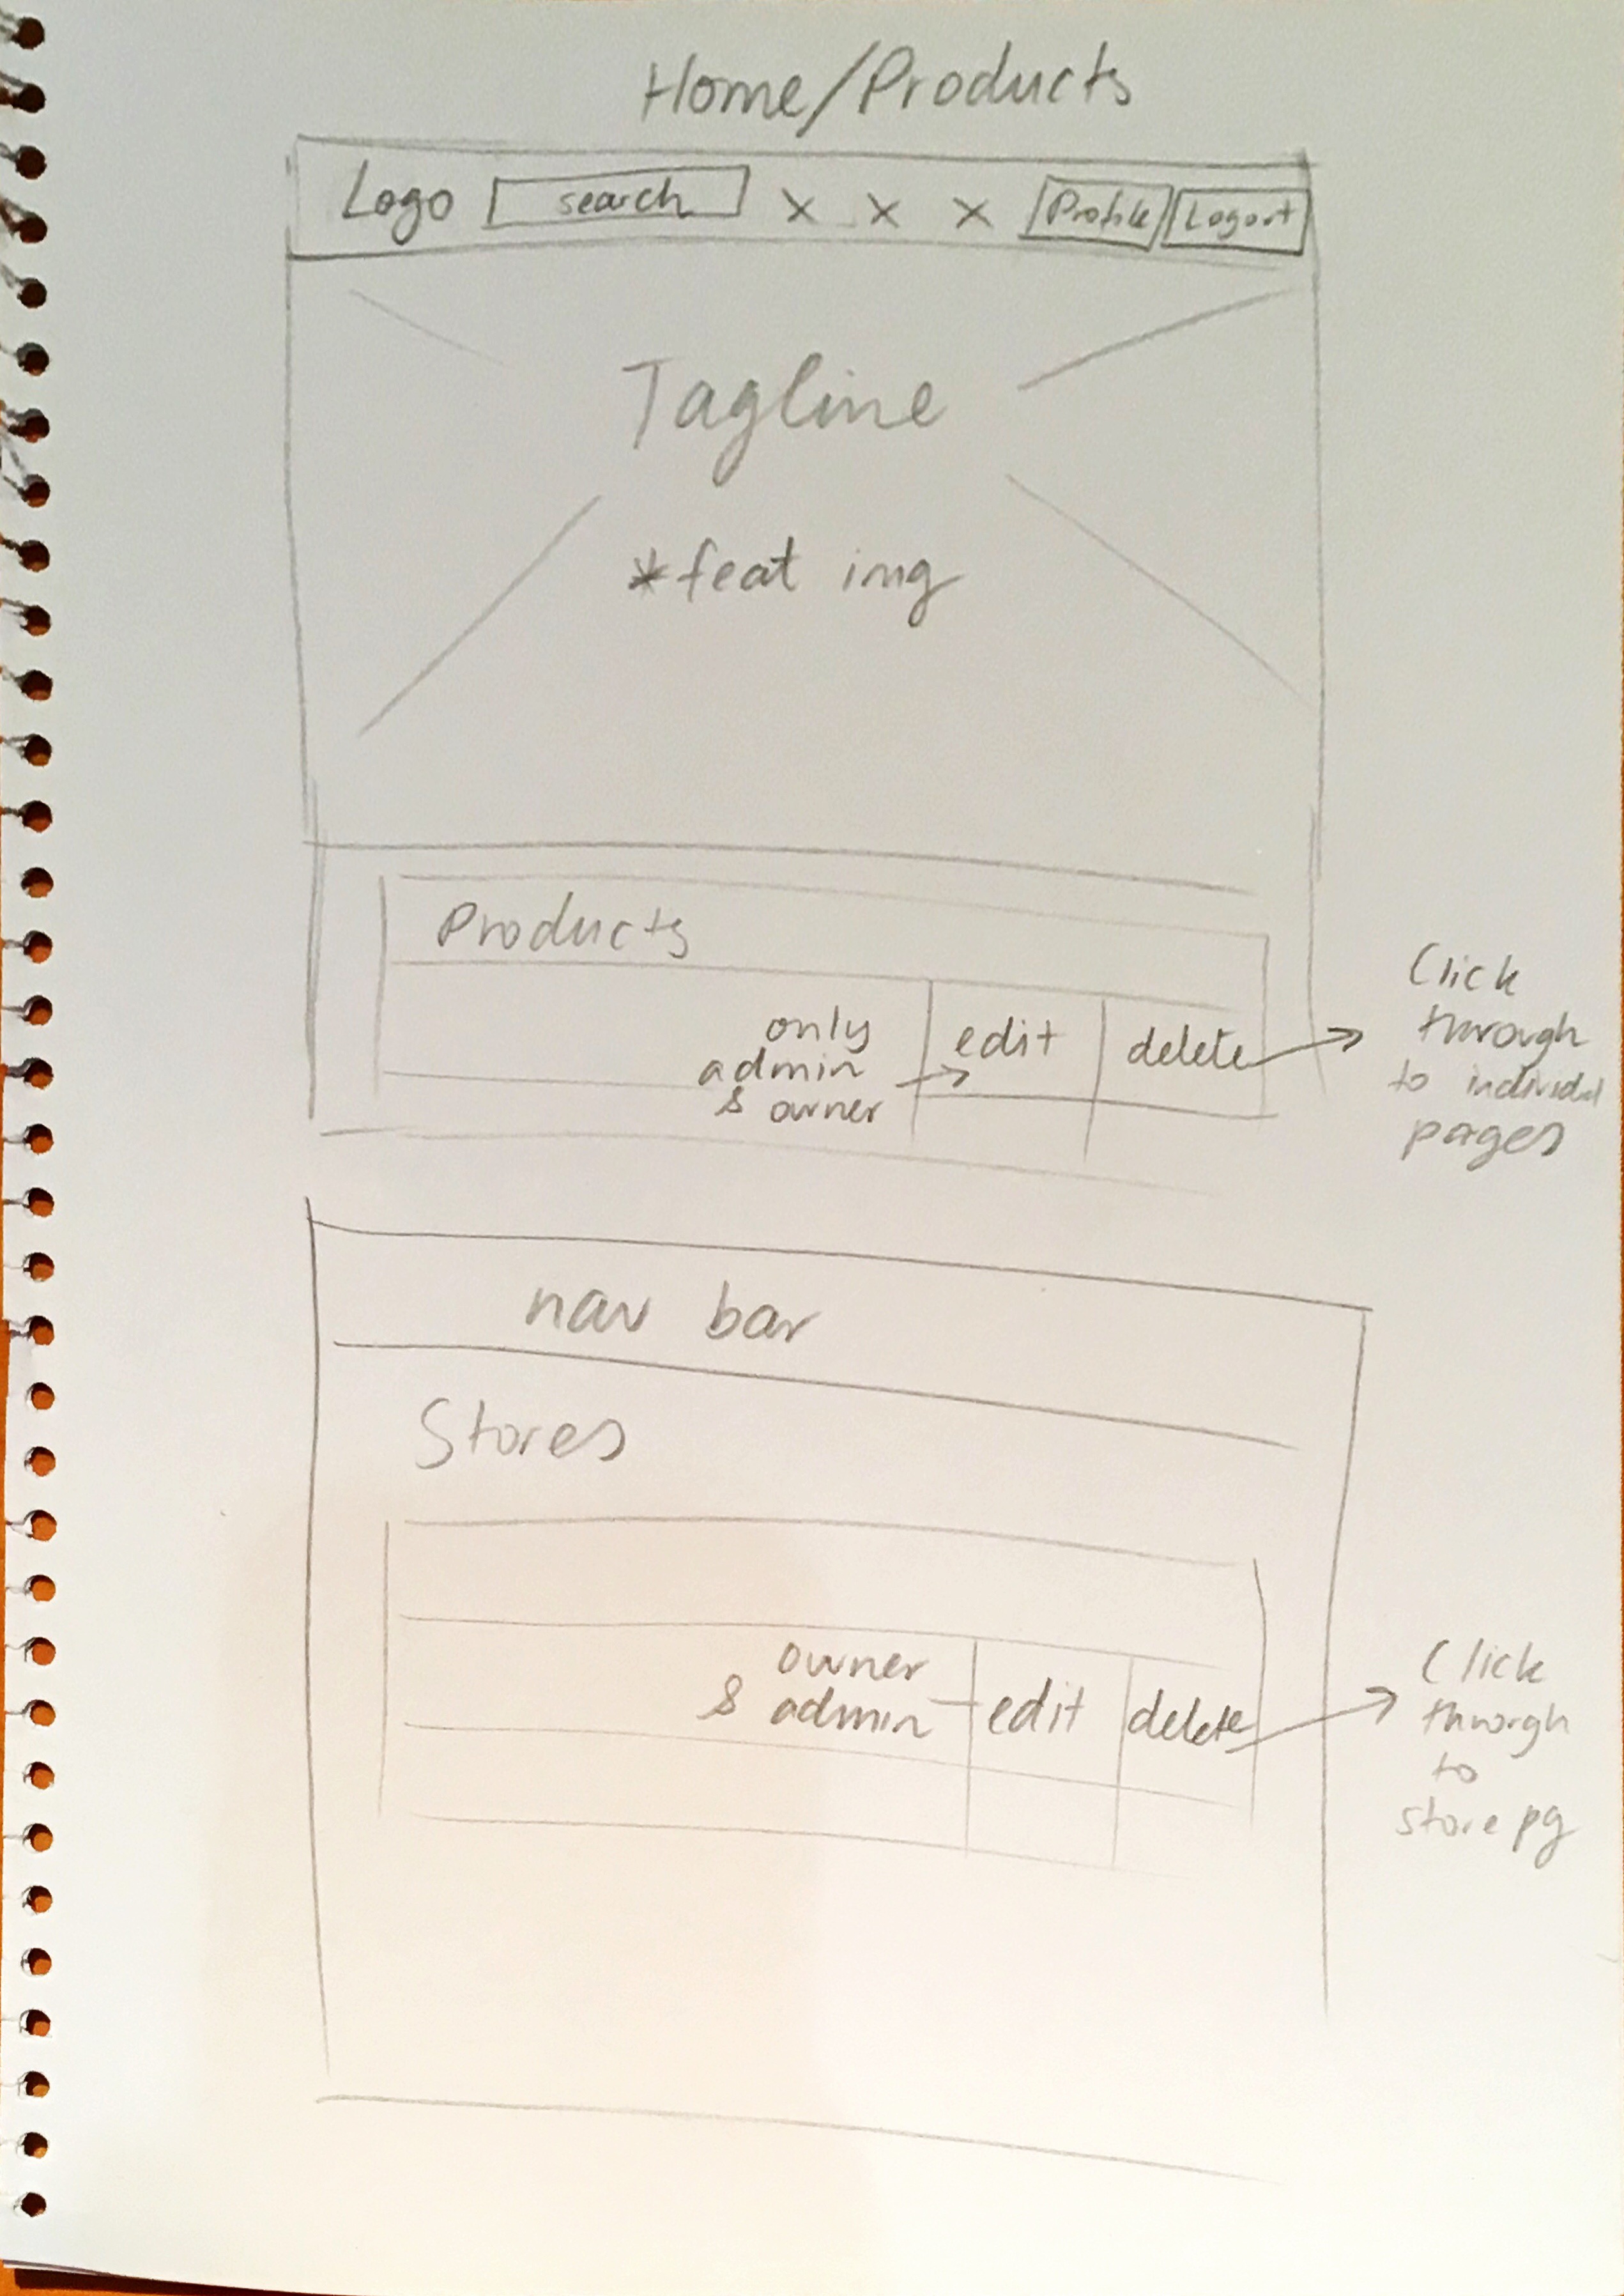 Home/Products
Logo search x x x Profile Logout
Tagline
*feat img
Products
only
admin
& owner
edit delete
Click
through
to individal
pages
nav bar
Stores
owner
& admin
edit delete
Click
through
to
store pg